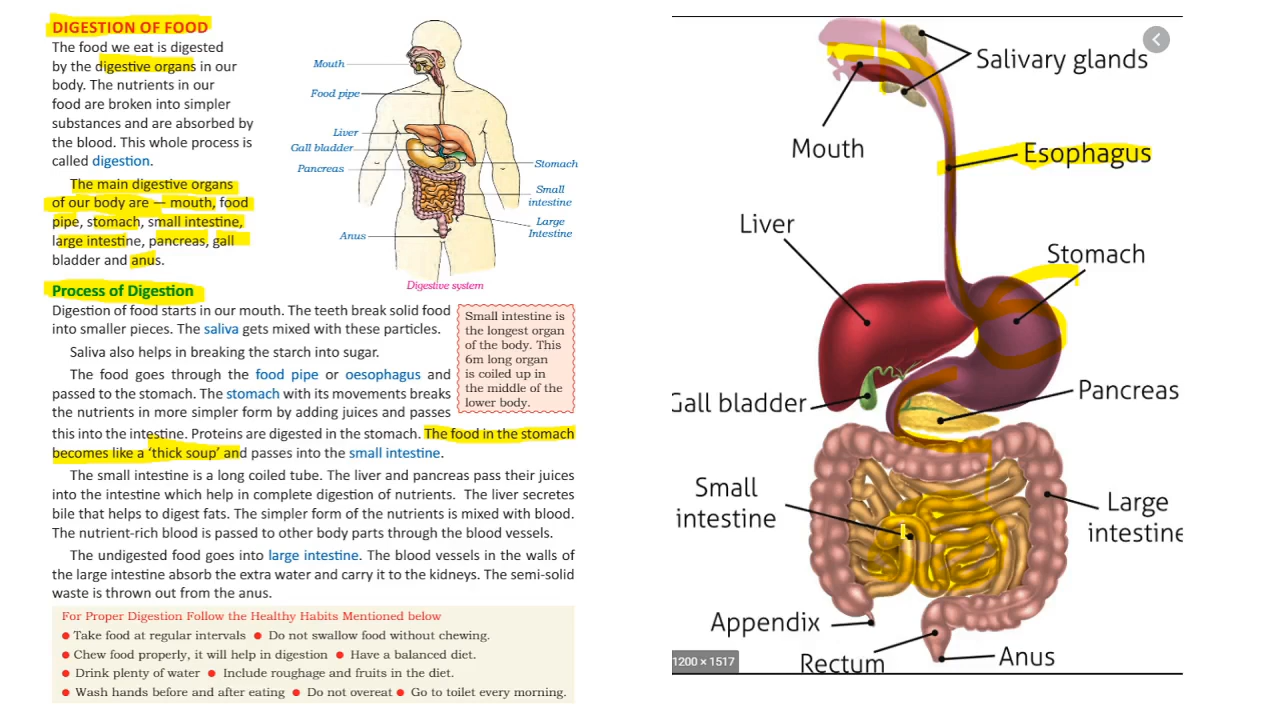 DIGESTION OF FOOD
The food we eat is digested
by the digestive organs in our
body. The nutrients in our
food are broken into simpler
substances and are absorbed by
the blood. This whole process is
called digestion.
The main digestive organs
of our body are — mouth, food
pipe, stomach, small intestine,
large intestine, pancreas, gall
bladder and anus.
Mouth
Food pipe
Liver
Gall bladder
Pancreas
Stomach
Small
intestine
Large
Intestine
Anus
Digestive system
Process of Digestion
Digestion of food starts in our mouth. The teeth break solid food
into smaller pieces. The saliva gets mixed with these particles.
Saliva also helps in breaking the starch into sugar.
The food goes through the food pipe or oesophagus and
passed to the stomach. The stomach with its movements breaks
the nutrients in more simpler form by adding juices and passes
this into the intestine. Proteins are digested in the stomach. The food in the stomach
becomes like a ‘thick soup’ and passes into the small intestine.
Small intestine is
the longest organ
of the body. This
6m long organ
is coiled up in
the middle of the
lower body.
The small intestine is a long coiled tube. The liver and pancreas pass their juices
into the intestine which help in complete digestion of nutrients. The liver secretes
bile that helps to digest fats. The simpler form of the nutrients is mixed with blood.
The nutrient-rich blood is passed to other body parts through the blood vessels.
The undigested food goes into large intestine. The blood vessels in the walls of
the large intestine absorb the extra water and carry it to the kidneys. The semi-solid
waste is thrown out from the anus.
For Proper Digestion Follow the Healthy Habits Mentioned below
● Take food at regular intervals ● Do not swallow food without chewing.
● Chew food properly, it will help in digestion ● Have a balanced diet.
● Drink plenty of water ● Include roughage and fruits in the diet.
● Wash hands before and after eating ● Do not overeat ● Go to toilet every morning.
Salivary glands
Mouth
Esophagus
Liver
Stomach
Pancreas
Gall bladder
Small
intestine
Large
intestine
Appendix
Rectum
Anus
1200 × 1517